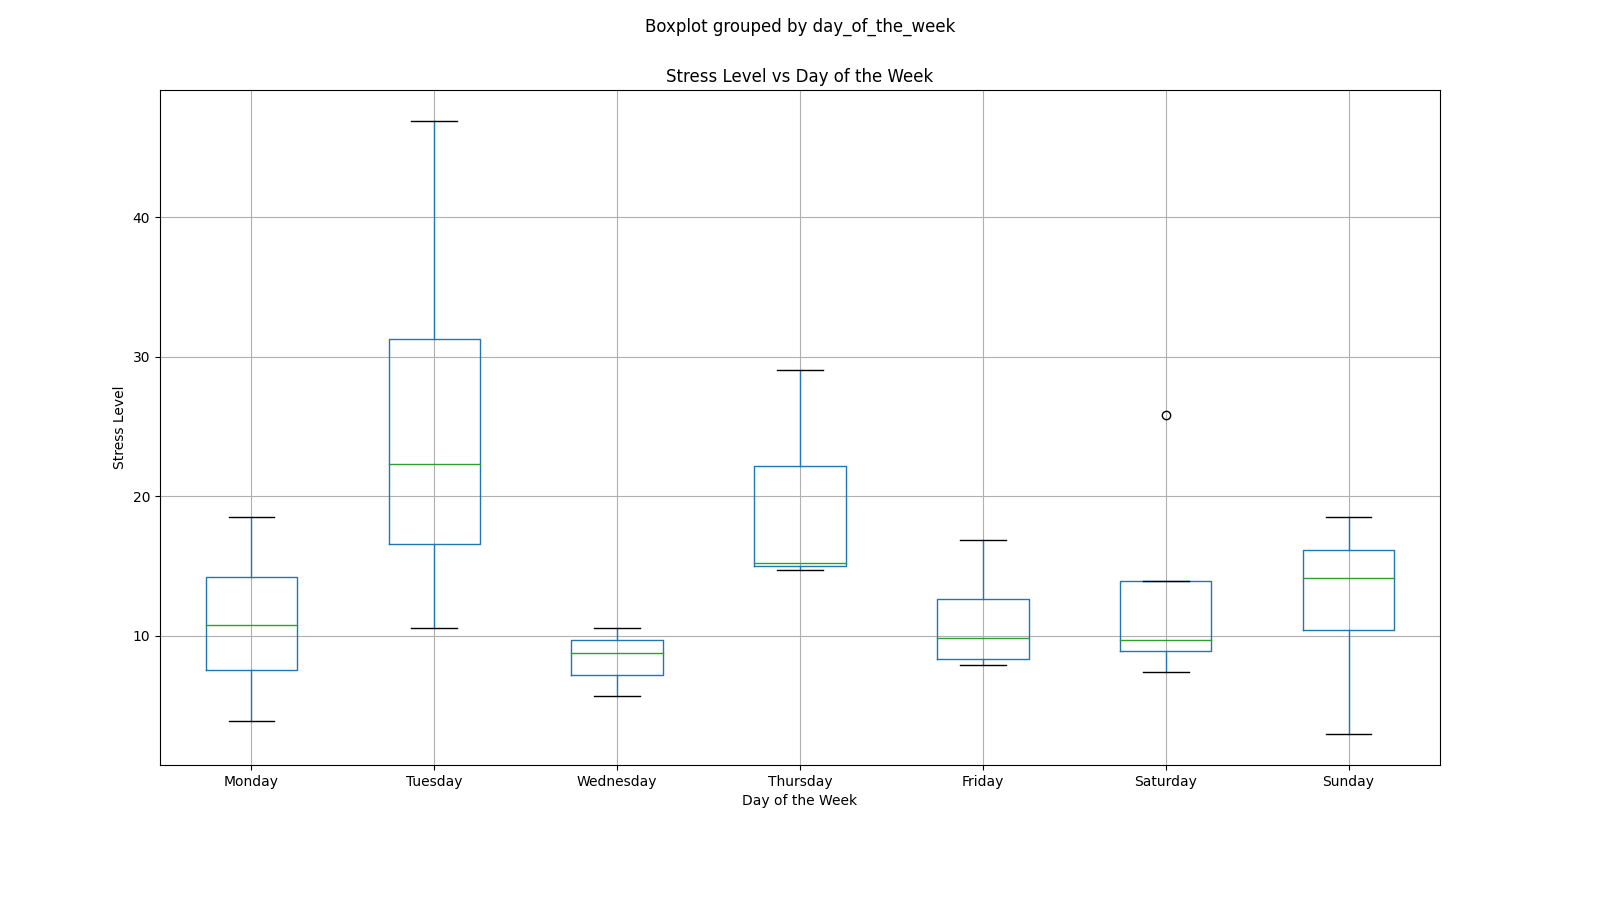 Boxplot grouped by day_of_the_week
Stress Level vs Day of the Week
40
30
20
10
Stress Level
Monday Tuesday Wednesday Thursday Friday Saturday Sunday
Day of the Week